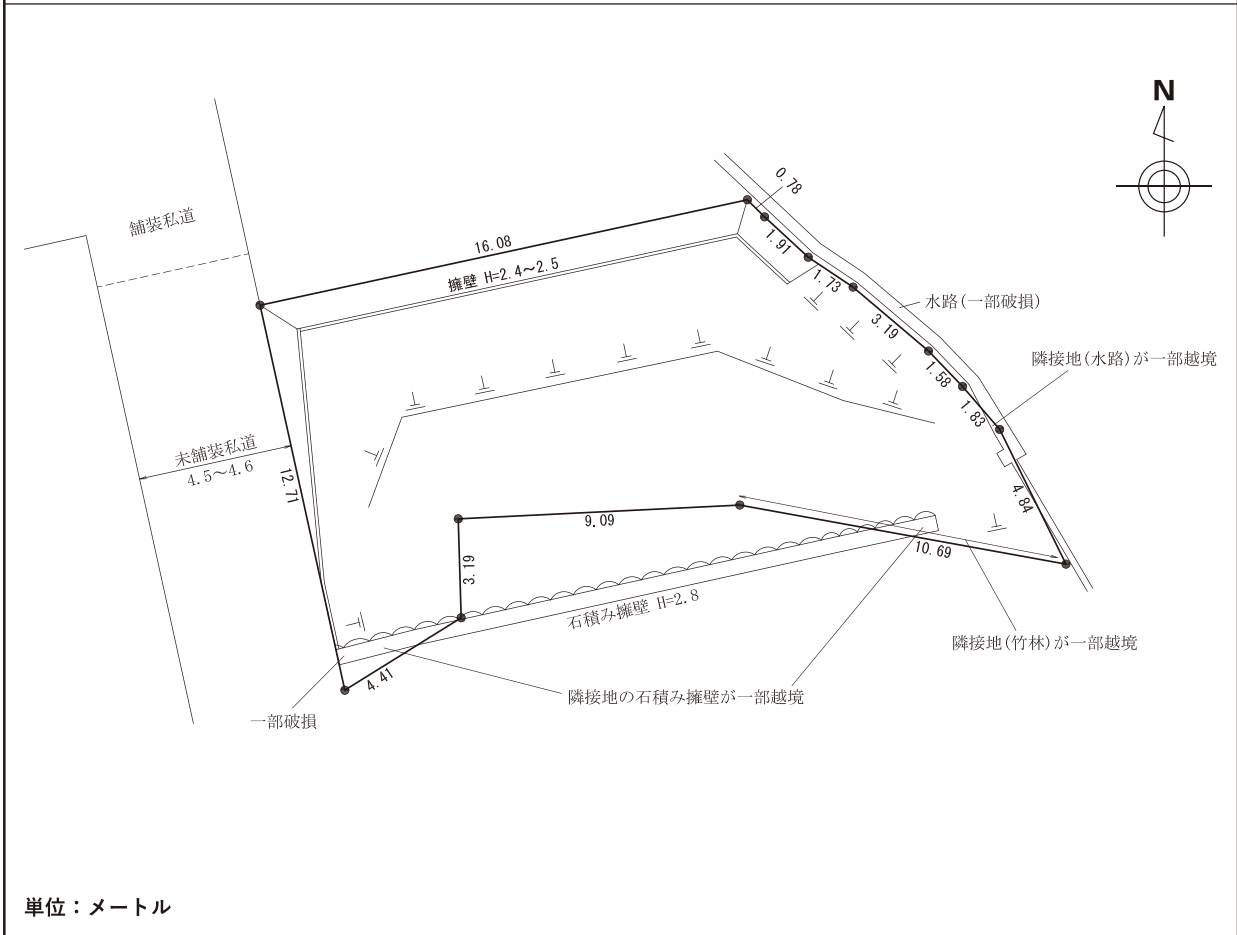 N
0.78
舗装私道
16.08
1.91
擁壁 H=2.4～2.5
1.73
水路(一部破損)
3.19
隣接地(水路)が一部越境
1.58
1.83
未舗装私道
4.5～4.6
12.71
4.84
9.09
10.69
3.19
石積み擁壁 H=2.8
隣接地(竹林)が一部越境
4.41
隣接地の石積み擁壁が一部越境
一部破損
単位：メートル